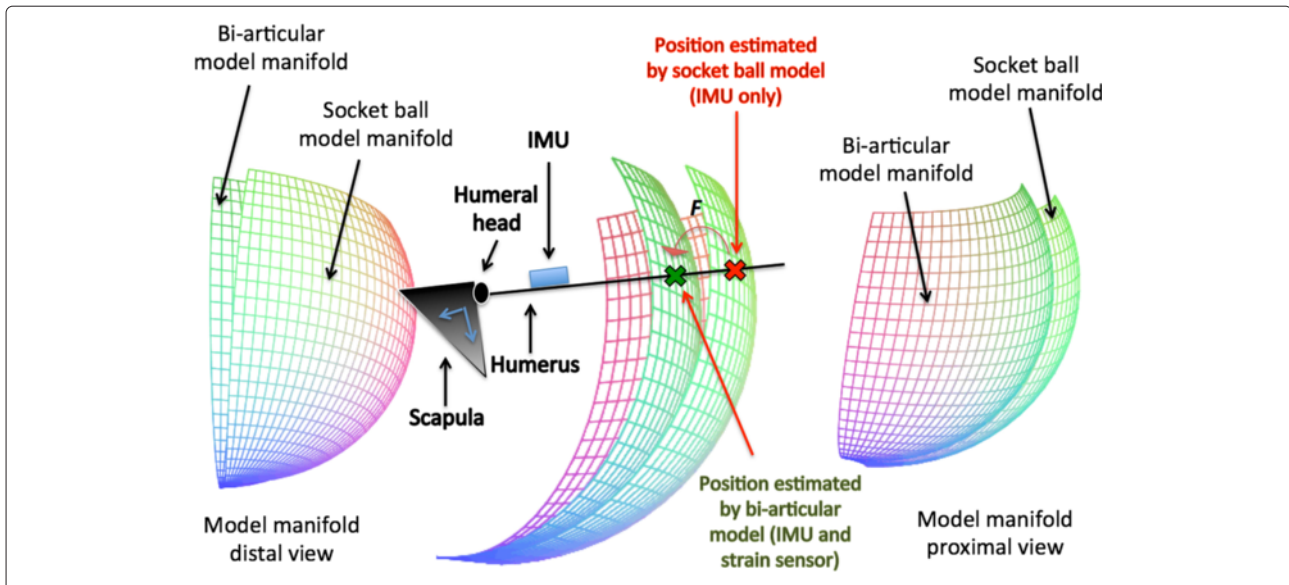 Bi-articular
model manifold
Socket ball
model manifold
IMU
Humeral
head
Position estimated
by socket ball model
(IMU only)
F
Socket ball
model manifold
Bi-articular
model manifold
Humerus
Scapula
Position estimated
by bi-articular
model (IMU and
strain sensor)
Model manifold
distal view
Model manifold
proximal view